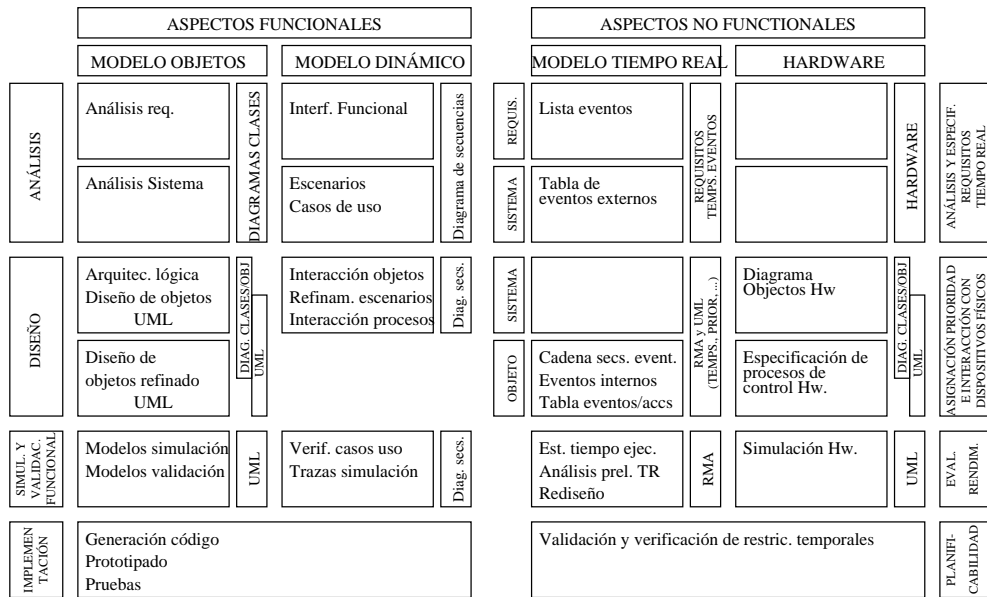 ASPECTOS FUNCIONALES
ASPECTOS NO FUNCTIONALES
MODELO OBJETOS
MODELO DINÁMICO
MODELO TIEMPO REAL
HARDWARE
ANÁLISIS
Análisis req.
Análisis Sistema
DIAGRAMAS CLASES
Interf. Funcional
Escenarios
Casos de uso
Diagrama de secuencias
REQUIS.
SISTEMA
Lista eventos
Tabla de
eventos externos
REQUISITOS
TEMPS. EVENTOS
HARDWARE
ANÁLISIS Y ESPECIF.
REQUISITOS
TIEMPO REAL
DISEÑO
Arquitec. lógica
Diseño de objetos
UML
Diseño de
objetos refinado
UML
DIAG. CLASES/OBJ
UML
Interacción objetos
Refinam. escenarios
Interacción procesos
Diag. secs.
SISTEMA
OBJETO
Cadena secs. event.
Eventos internos
Tabla eventos/accs
RMA y UML
(TEMPS., PRIOR, ...)
Diagrama
Objectos Hw
Especificación de
procesos de
control Hw.
DIAG. CLASES/OBJ
UML
ASIGNACIÓN PRIORIDAD
E INTERACCIÓN CON
DISPOSITIVOS FÍSICOS
SIMUL. Y
VALIDAC.
FUNCIONAL
Modelos simulación
Modelos validación
UML
Verif. casos uso
Trazas simulación
Diag. secs.
Est. tiempo ejec.
Análisis prel. TR
Rediseño
RMA
Simulación Hw.
UML
EVAL.
RENDIM.
IMPLEMEN
TACIÓN
Generación código
Prototipado
Pruebas
Validación y verificación de restric. temporales
PLANIFI-
CABILIDAD